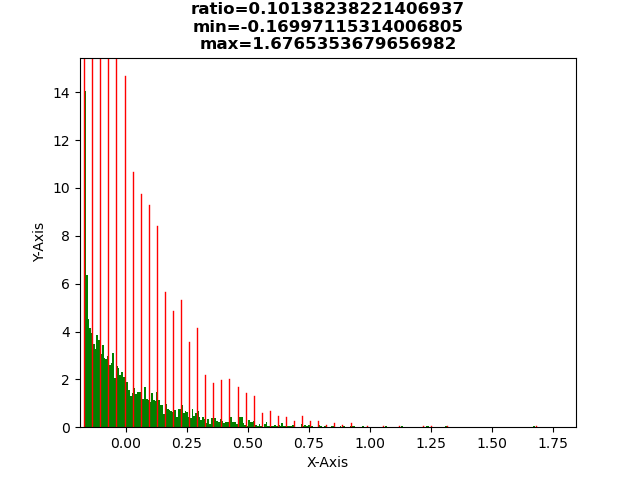 ratio=0.10138238221406937
min=-0.16997115314006805
max=1.6765353679656982
14
12
10
8
6
4
2
0
Y-Axis
0.00 0.25 0.50 0.75 1.00 1.25 1.50 1.75
X-Axis